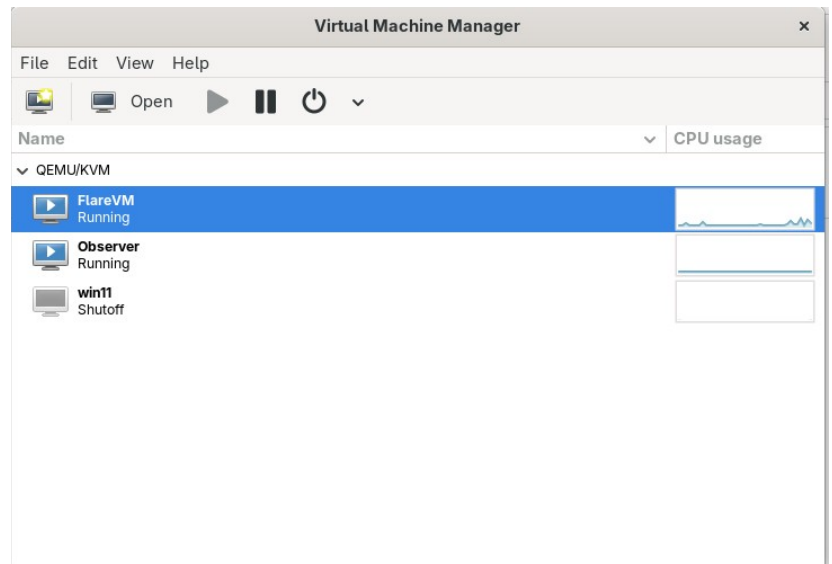 Virtual Machine Manager
File Edit View Help
Open
Name CPU usage
QEMU/KVM
FlareVM
Running
Observer
Running
win11
Shutoff